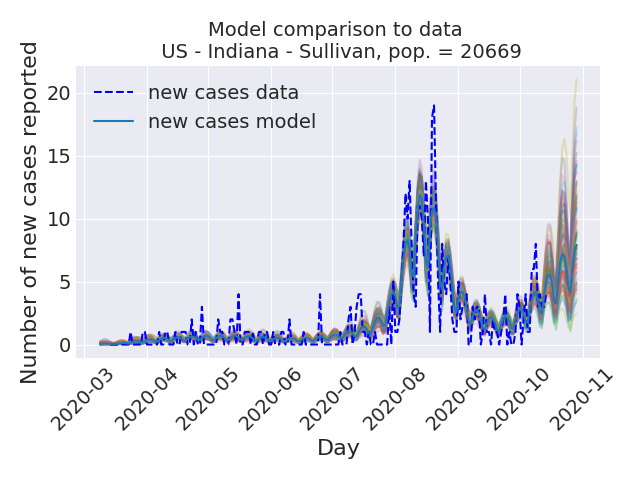 Model comparison to data
US - Indiana - Sullivan, pop. = 20669
Number of new cases reported
20
15
10
5
0
new cases data
new cases model
2020-03
2020-04
2020-05
2020-06
2020-07
2020-08
2020-09
2020-10
2020-11
Day